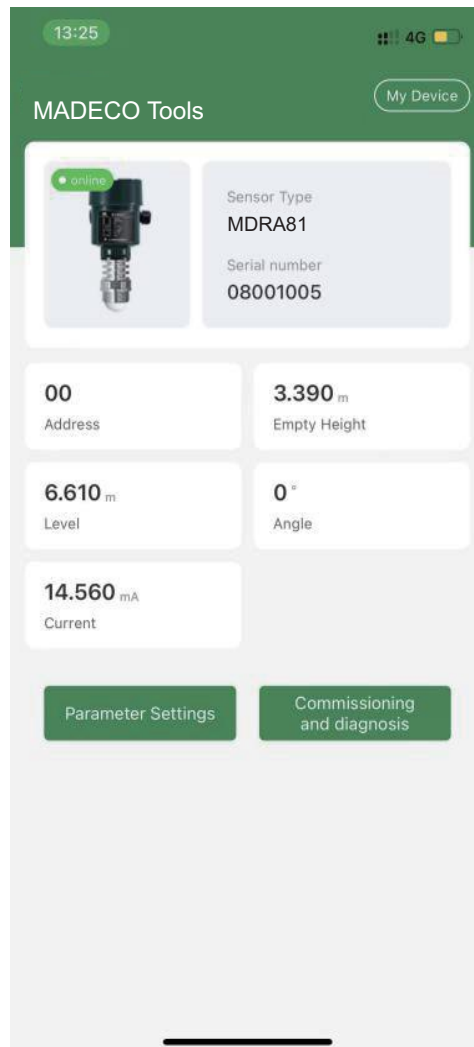 13:25
4G
My Device
MADECO Tools
online
Sensor Type
MDRA81
Serial number
08001005
00
Address
3.390 m
Empty Height
6.610 m
Level
0 °
Angle
14.560 mA
Current
Parameter Settings
Commissioning
and diagnosis